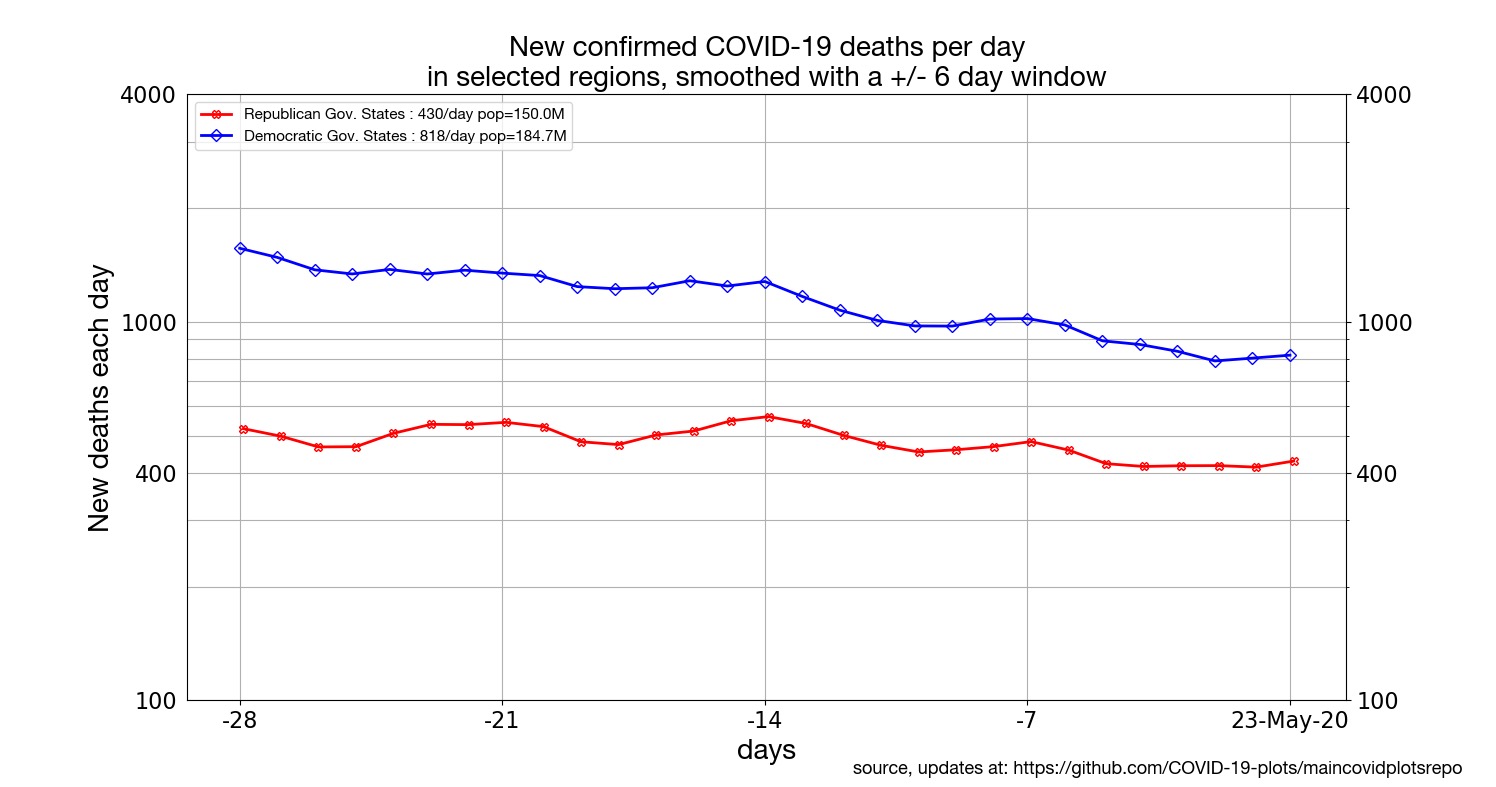 New confirmed COVID-19 deaths per day
in selected regions, smoothed with a +/- 6 day window
4000
4000
Republican Gov. States : 430/day pop=150.0M
Democratic Gov. States : 818/day pop=184.7M
New deaths each day
1000
1000
400
400
100
100
-28
-21
-14
-7
23-May-20
days
source, updates at: https://github.com/COVID-19-plots/maincovidplotsrepo